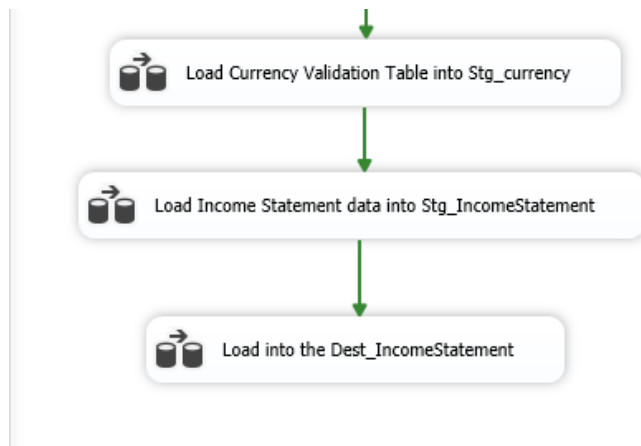 Load Currency Validation Table into Stg_currency
Load Income Statement data into Stg_IncomeStatement
Load into the Dest_IncomeStatement